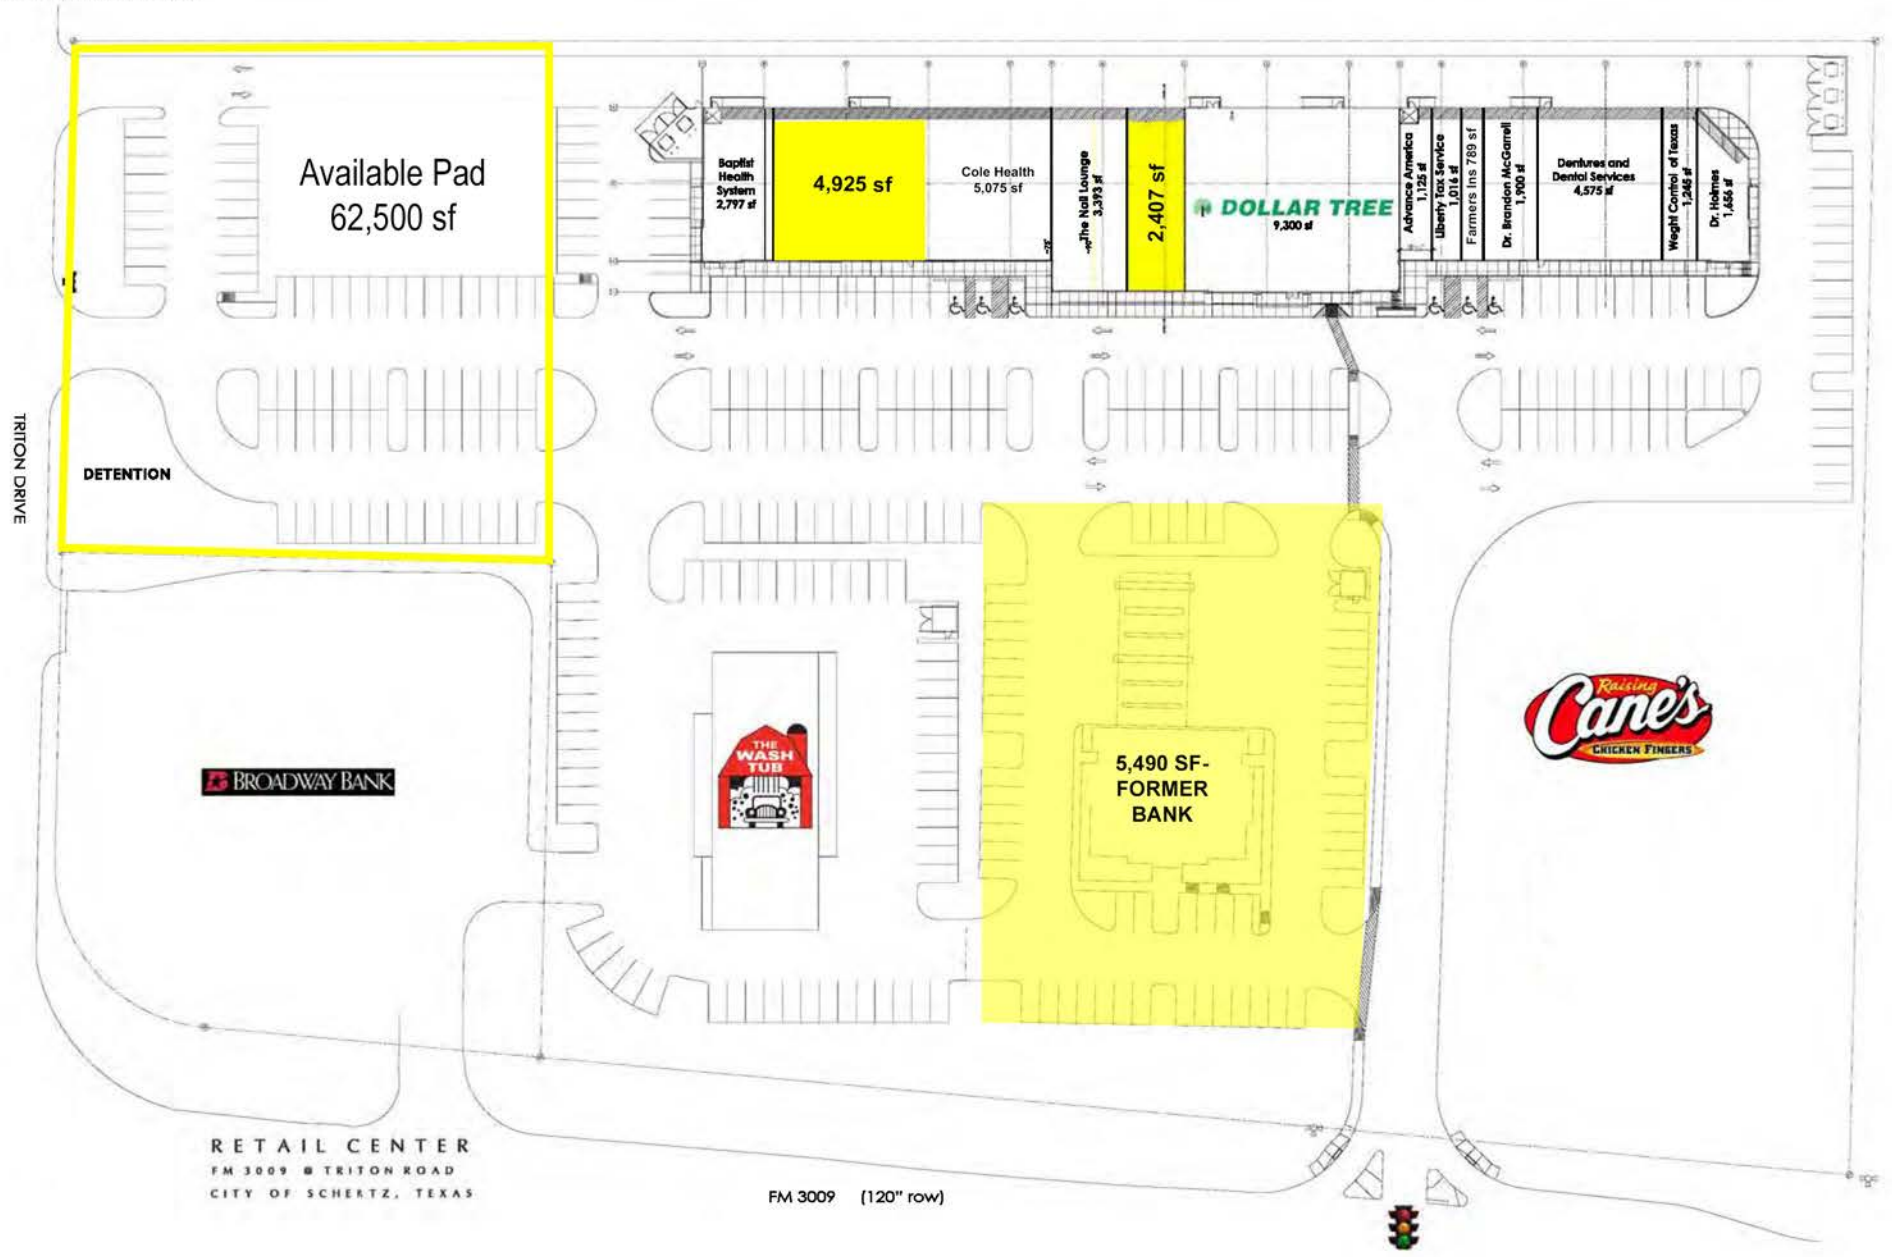 Available Pad
62,500 sf
Baptist
Health
System
2,797 sf
4,925 sf
Cole Health
5,075 sf
The Nail Lounge
3,393 sf
2,407 sf
DOLLAR TREE
9,300 sf
Advance America
1,125 sf
Liberty Tax Service
1,016 sf
Farmers Ins 789 sf
Dr. Brandon McGarrell
1,900 sf
Dentures and
Dental Services
4,575 sf
Weght Control of Texas
1,245 sf
Dr. Holmes
1,656 sf
TRITON DRIVE
DETENTION
BROADWAY BANK
THE
WASH
TUB
5,490 SF-
FORMER
BANK
Raising
Cane's
CHICKEN FINGERS
RETAIL CENTER
FM 3009 @ TRITON ROAD
CITY OF SCHERTZ, TEXAS
FM 3009 (120" row)